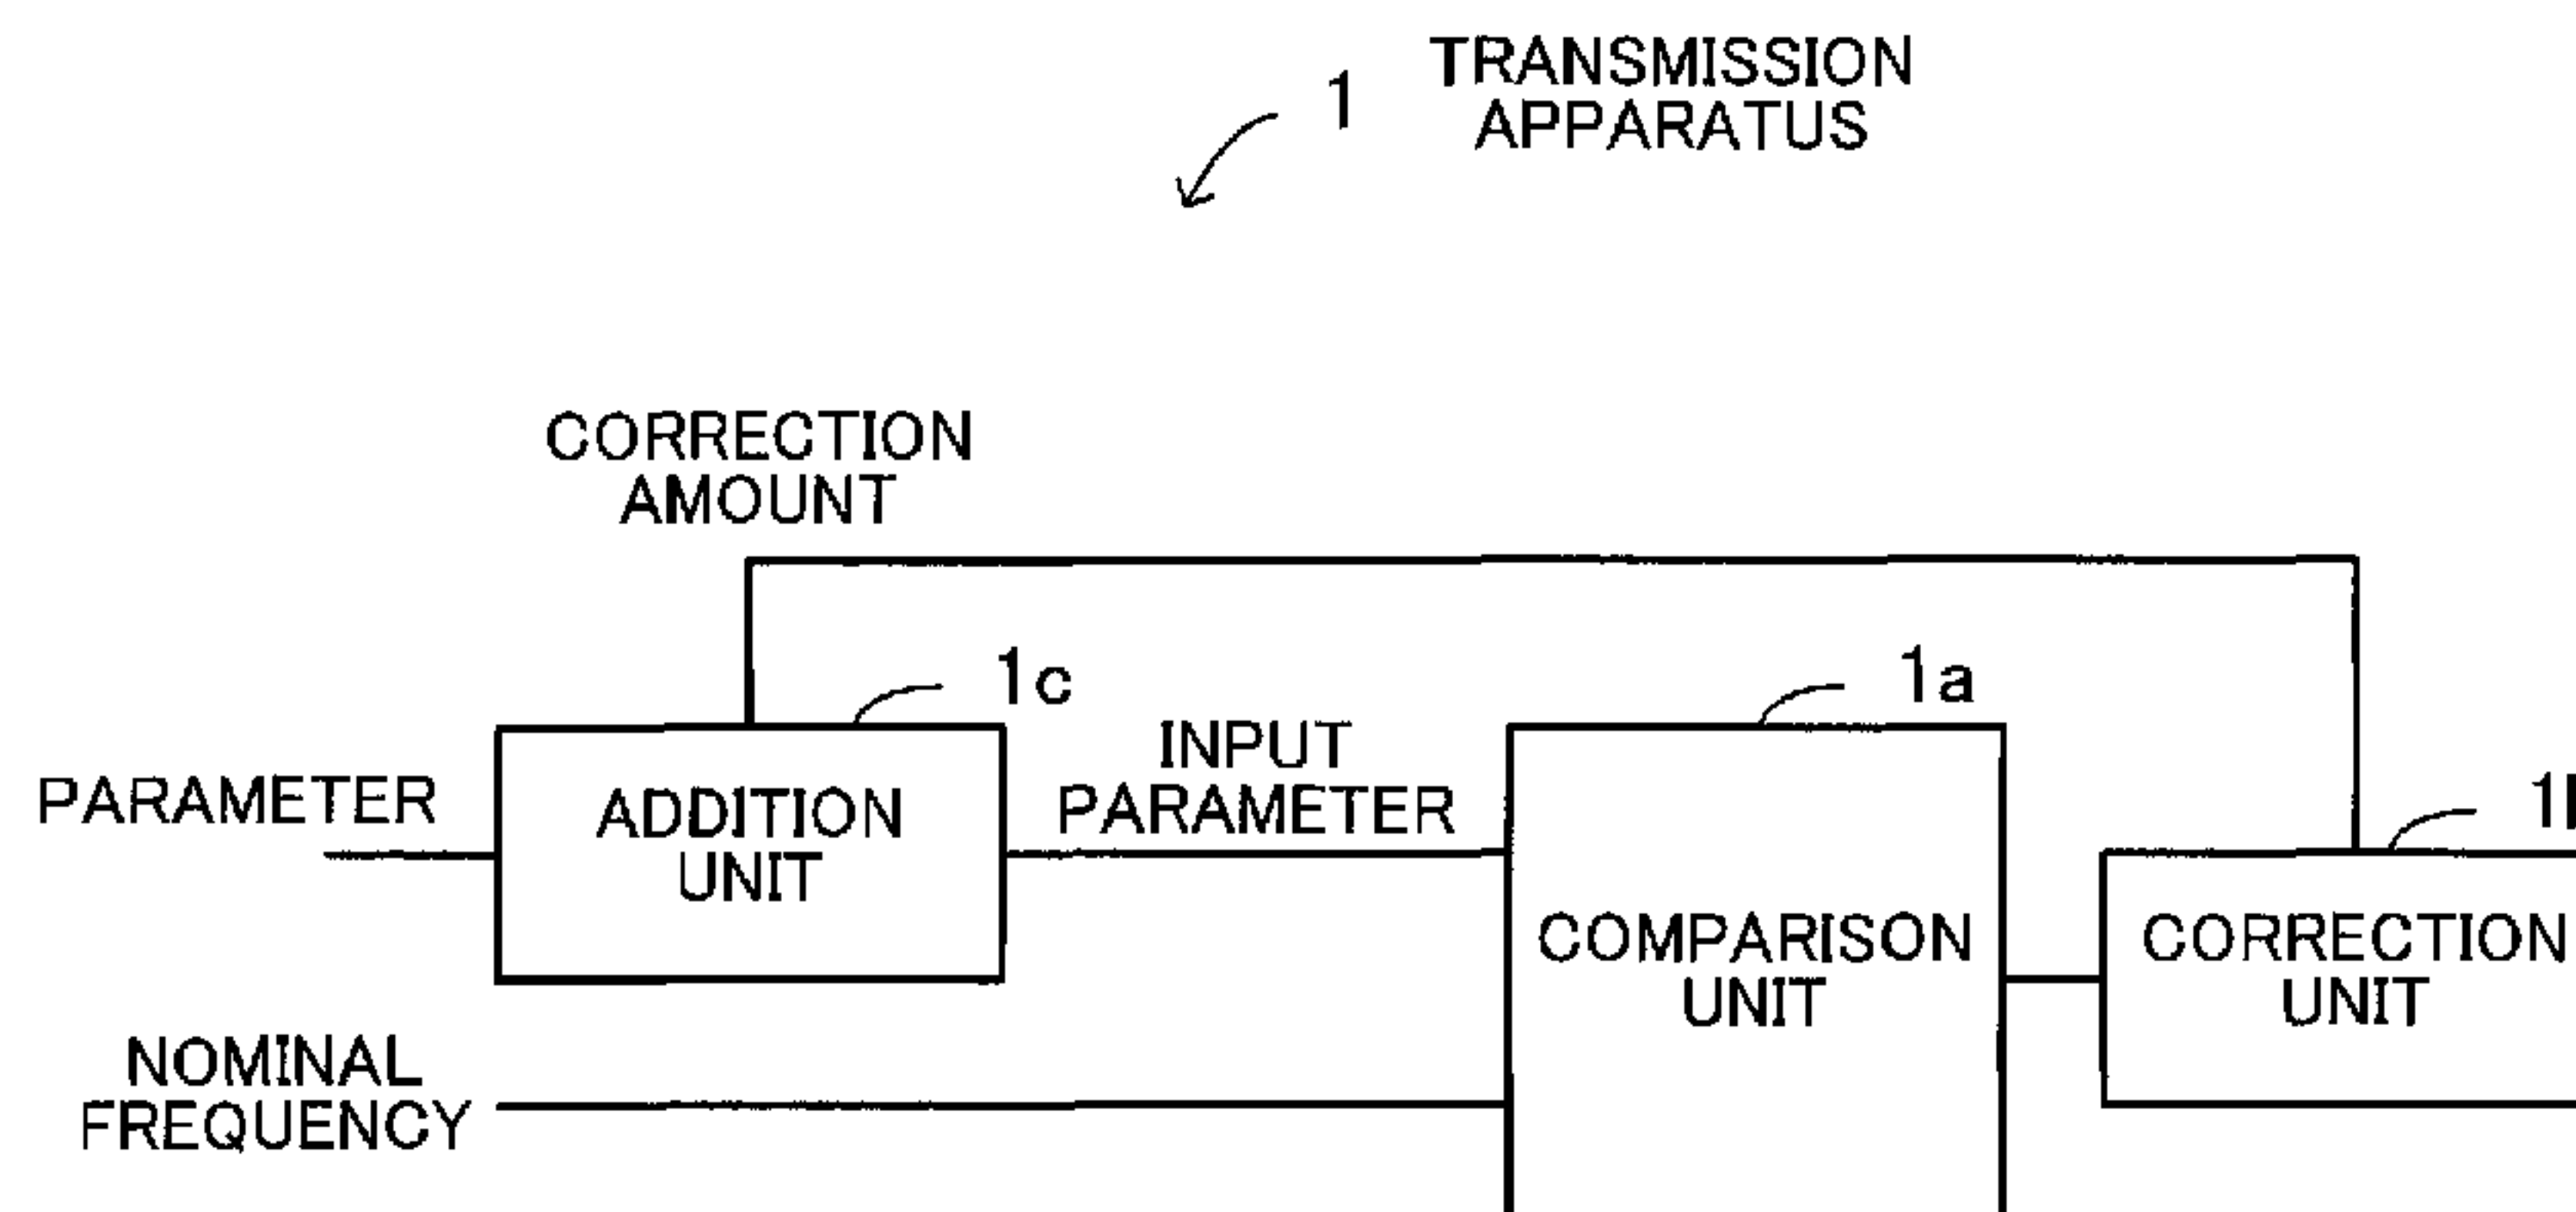 1 TRANSMISSION
APPARATUS
CORRECTION
AMOUNT
1c
1a
INPUT
PARAMETER
PARAMETER
ADDITION
UNIT
COMPARISON
UNIT
CORRECTION
UNIT
NOMINAL
FREQUENCY